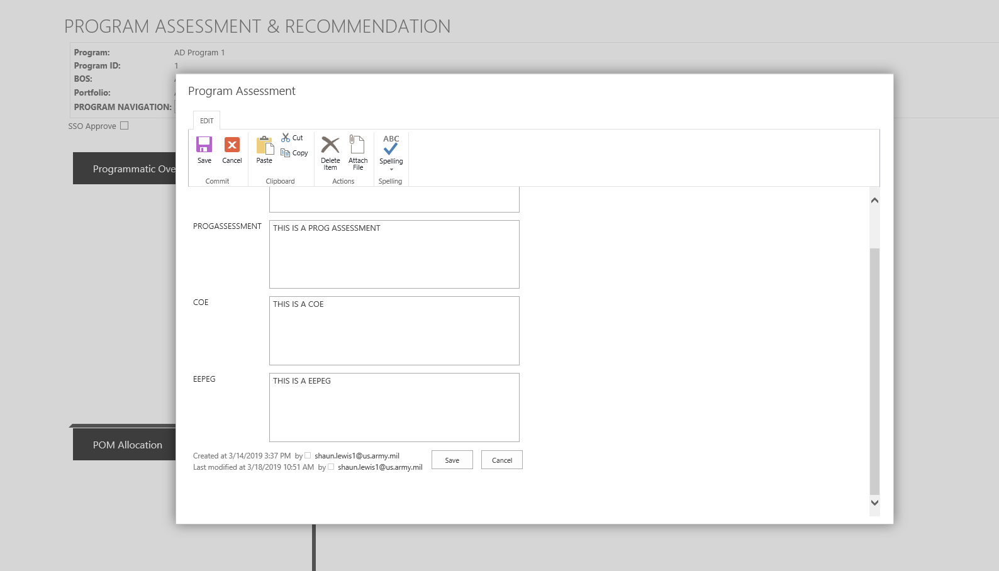 PROGRAM ASSESSMENT & RECOMMENDATION
Program: AD Program 1
Program ID: 1
BOS:
Portfolio:
PROGRAM NAVIGATION:
SSO Approve
Programmatic Ove
POM Allocation
Program Assessment
EDIT
Save
Cancel
Paste
Cut
Copy
Delete Item
Attach File
ABC
Spelling
Commit
Clipboard
Actions
Spelling
PROGASSESSMENT
THIS IS A PROG ASSESSMENT
COE
THIS IS A COE
EEPEG
THIS IS A EEPEG
Created at 3/14/2019 3:37 PM by shaun.lewis1@us.army.mil
Last modified at 3/18/2019 10:51 AM by shaun.lewis1@us.army.mil
Save
Cancel